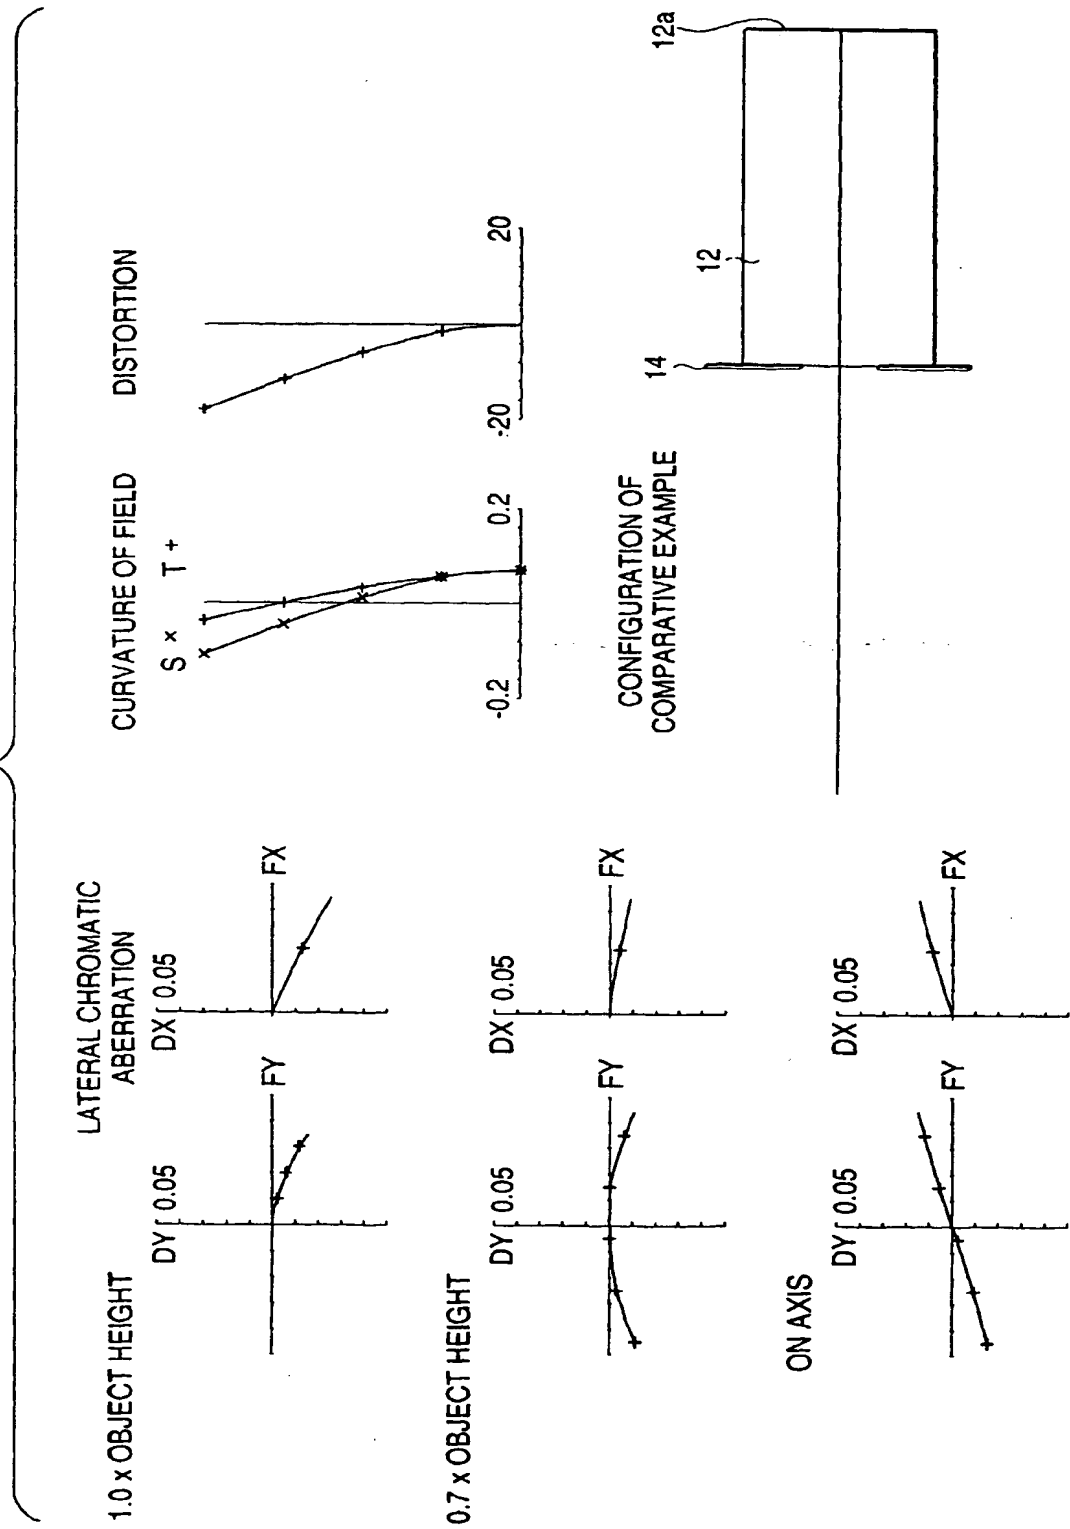 LATERAL CHROMATIC
ABERRATION
1.0 x OBJECT HEIGHT
DY 0.05
FY
DX 0.05
FX
0.7 x OBJECT HEIGHT
DY 0.05
FY
DX 0.05
FX
ON AXIS
DY 0.05
FY
DX 0.05
FX
CURVATURE OF FIELD
S × T +
-0.2
0.2
DISTORTION
-20
20
CONFIGURATION OF
COMPARATIVE EXAMPLE
14
12
12a